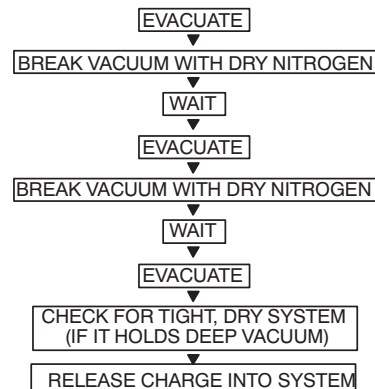 EVACUATE
BREAK VACUUM WITH DRY NITROGEN
WAIT
EVACUATE
BREAK VACUUM WITH DRY NITROGEN
WAIT
EVACUATE
CHECK FOR TIGHT, DRY SYSTEM
(IF IT HOLDS DEEP VACUUM)
RELEASE CHARGE INTO SYSTEM